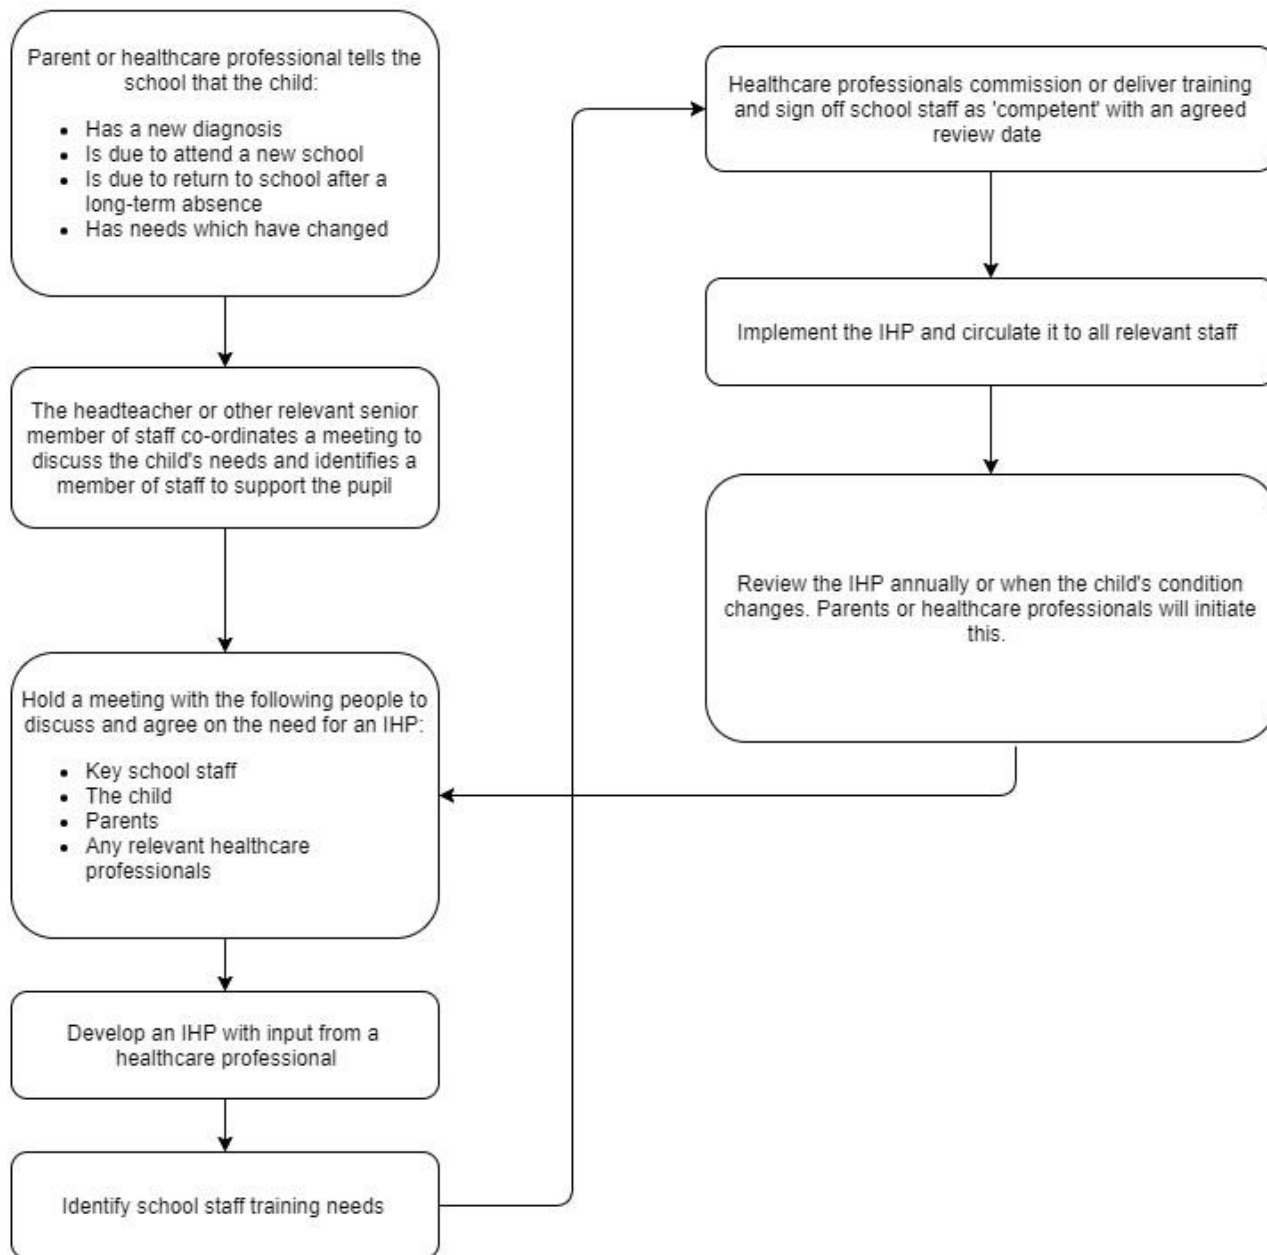 Parent or healthcare professional tells the
school that the child:
• Has a new diagnosis
• Is due to attend a new school
• Is due to return to school after a
long-term absence
• Has needs which have changed
The headteacher or other relevant senior
member of staff co-ordinates a meeting to
discuss the child's needs and identifies a
member of staff to support the pupil
Hold a meeting with the following people to
discuss and agree on the need for an IHP:
• Key school staff
• The child
• Parents
• Any relevant healthcare
professionals
Develop an IHP with input from a
healthcare professional
Identify school staff training needs
Healthcare professionals commission or deliver training
and sign off school staff as 'competent' with an agreed
review date
Implement the IHP and circulate it to all relevant staff
Review the IHP annually or when the child's condition
changes. Parents or healthcare professionals will initiate
this.